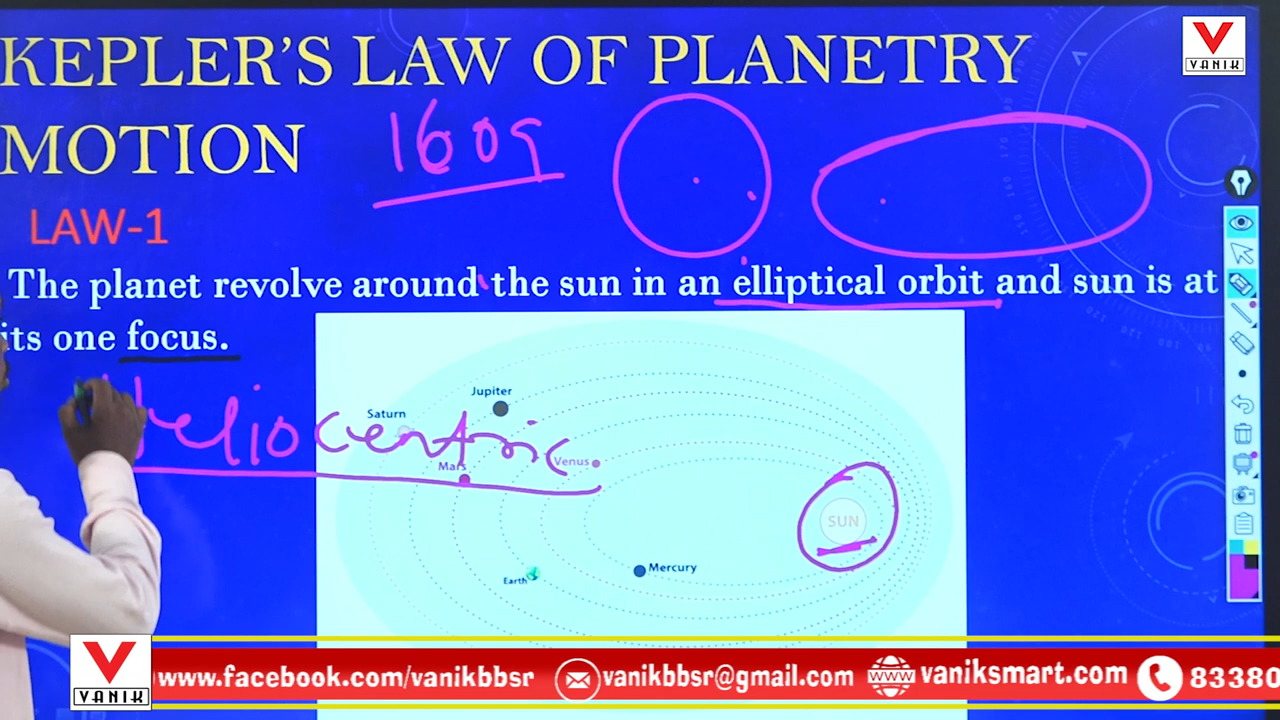 KEPLER'S LAW OF PLANETRY
MOTION
1609
VANIK
LAW-1
The planet revolve around the sun in an elliptical orbit and sun is at
its one focus.
Heliocentric
Jupiter
Saturn
Mars
Venus
SUN
Earth
Mercury
VANIK
www.facebook.com/vanikbbsr vanikbbsr@gmail.com www vaniksmart.com 83380